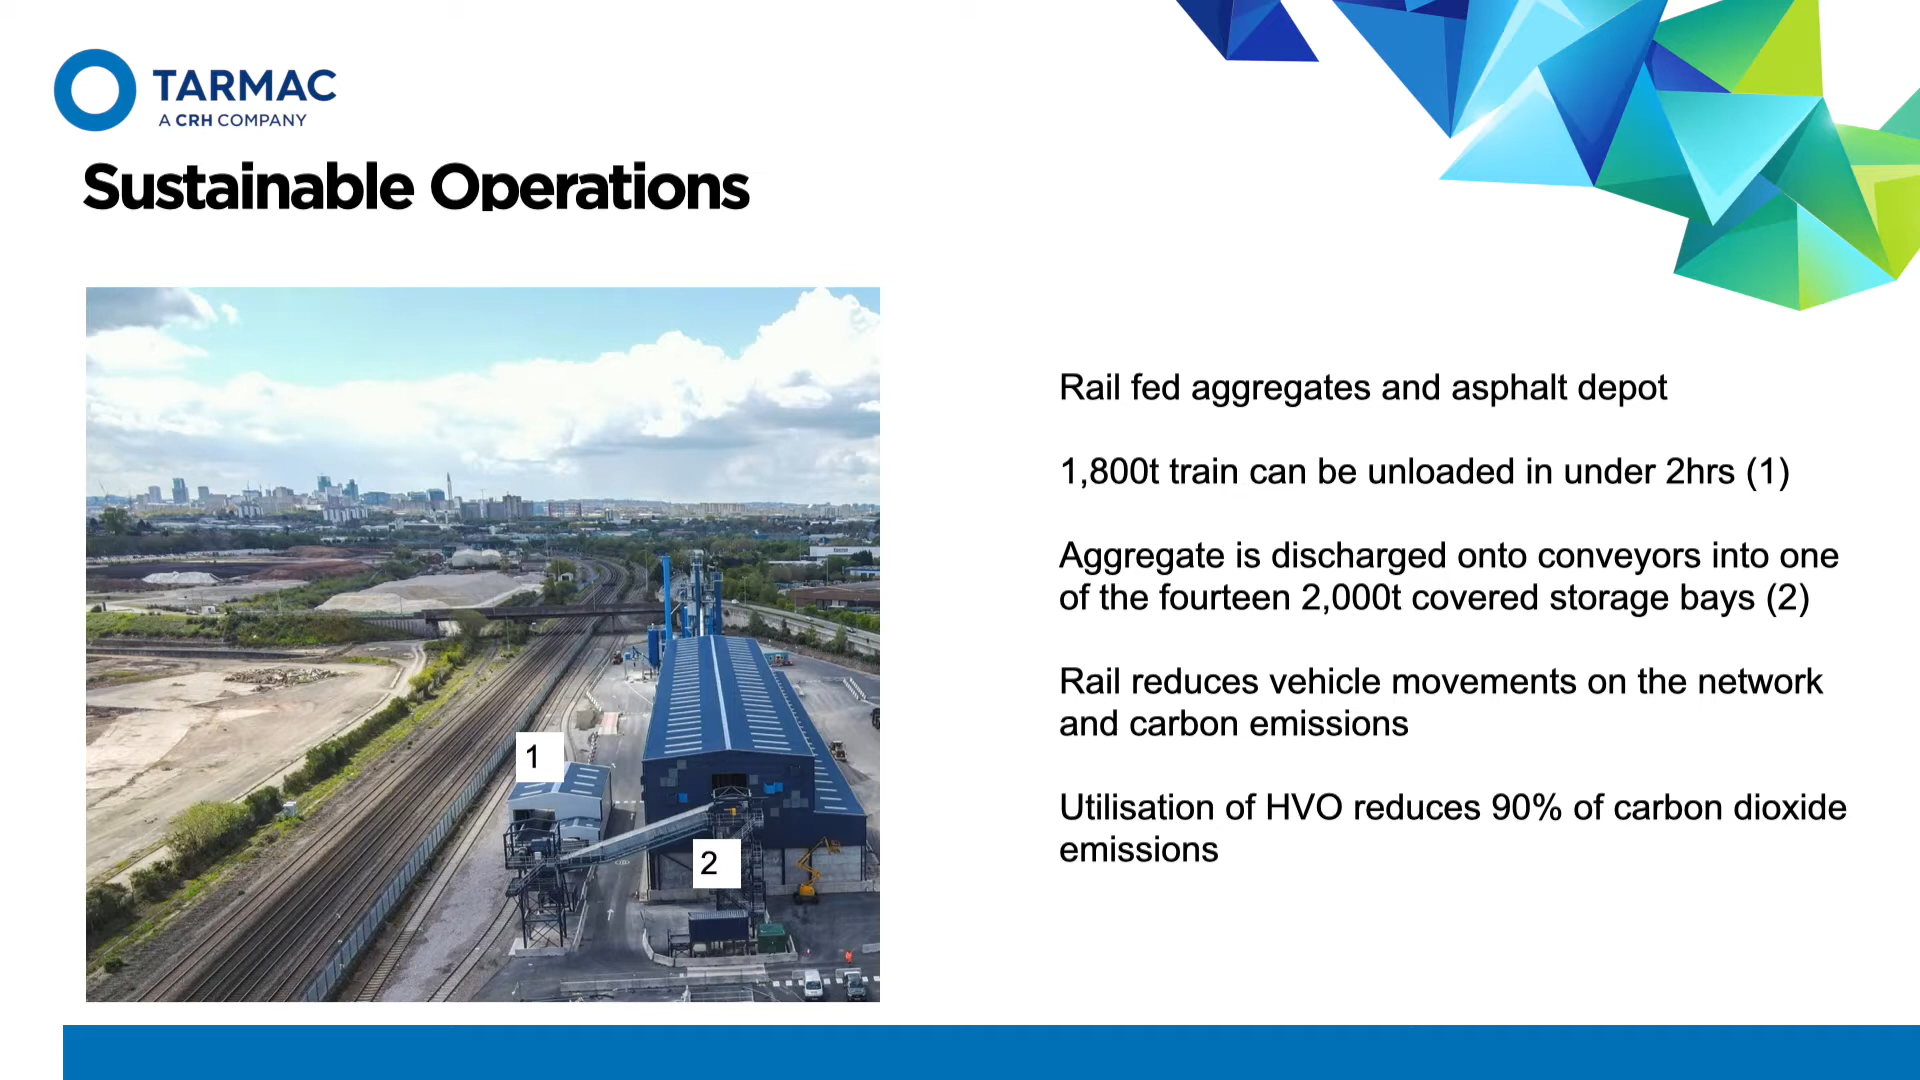 TARMAC
A CRH COMPANY
Sustainable Operations
Rail fed aggregates and asphalt depot
1,800t train can be unloaded in under 2hrs (1)
Aggregate is discharged onto conveyors into one
of the fourteen 2,000t covered storage bays (2)
Rail reduces vehicle movements on the network
and carbon emissions
Utilisation of HVO reduces 90% of carbon dioxide
emissions
1
2